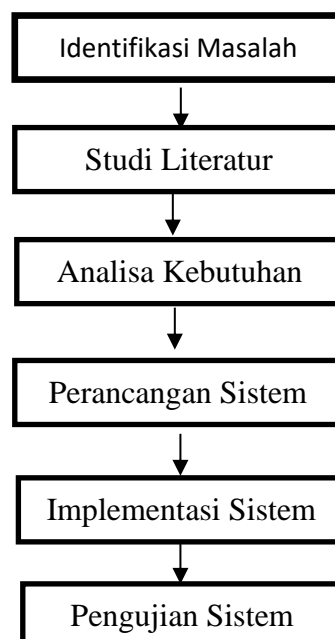 Identifikasi Masalah
Studi Literatur
Analisa Kebutuhan
Perancangan Sistem
Implementasi Sistem
Pengujian Sistem